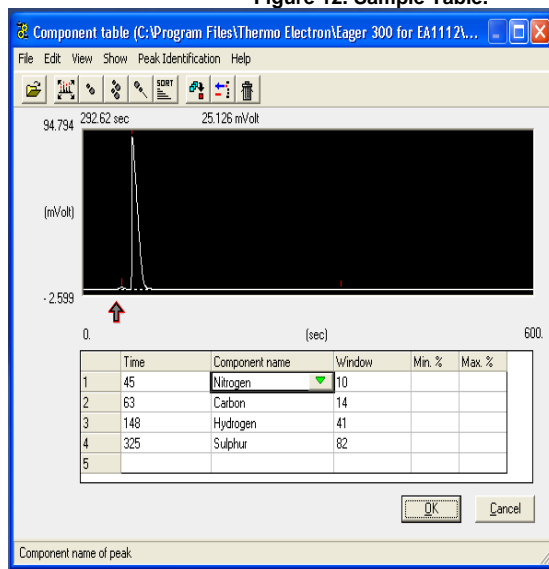 Figure 12. Sample Table.
Component table (C:\Program Files\Thermo Electron\Eager 300 for EA1112\...
File Edit View Show Peak Identification Help
SORT
292.62 sec 25.126 mVolt
94.794
(mVolt)
- 2.599
0. (sec) 600.
Time Component name Window Min. % Max. %
1 45 Nitrogen 10
2 63 Carbon 14
3 148 Hydrogen 41
4 325 Sulphur 82
5
OK Cancel
Component name of peak